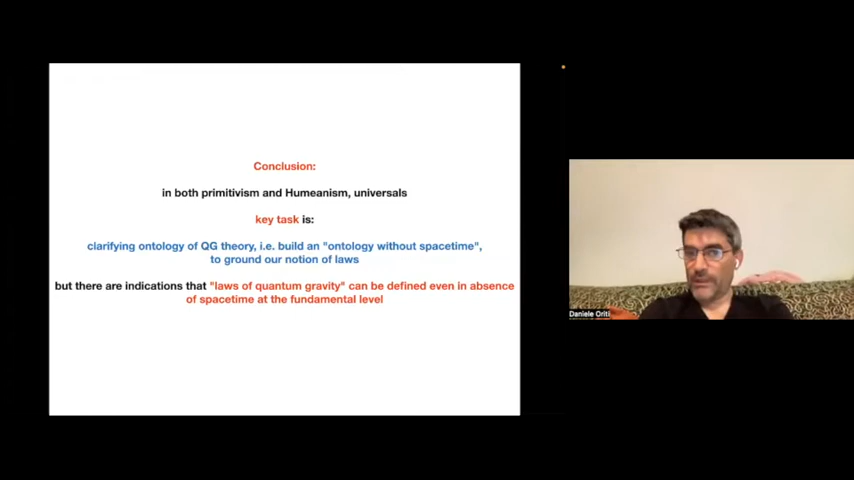 Conclusion:
in both primitivism and Humeanism, universals
key task is:
clarifying ontology of QG theory, i.e. build an "ontology without spacetime",
to ground our notion of laws
but there are indications that "laws of quantum gravity" can be defined even in absence
of spacetime at the fundamental level
Daniele Oriti